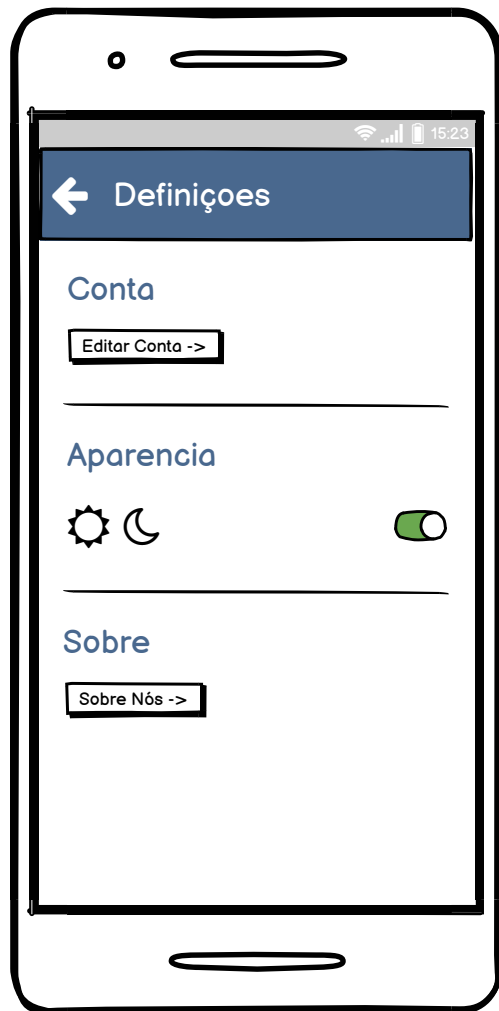 15:23
Definiçoes
Conta
Editar Conta ->
Aparencia
Sobre
Sobre Nós ->